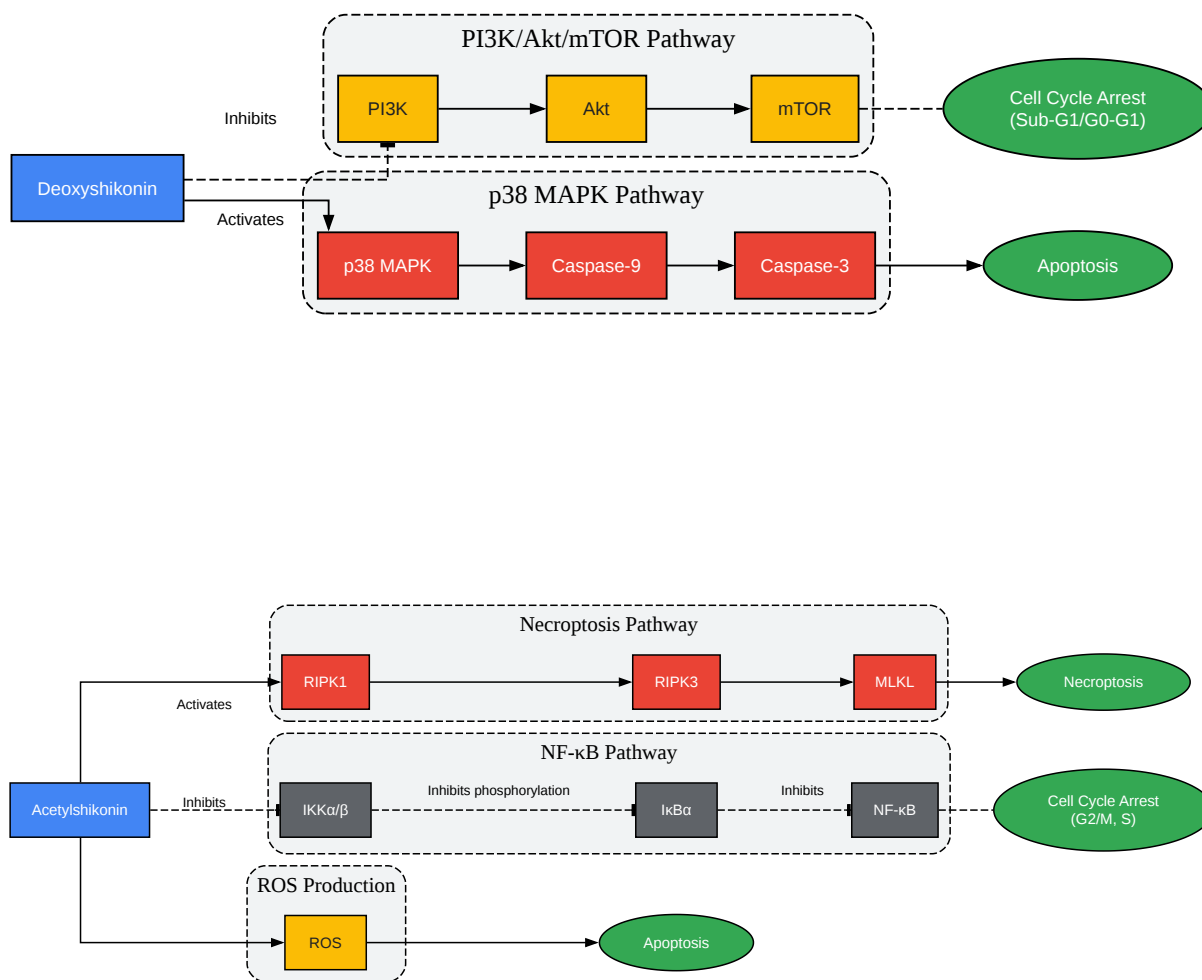 PI3K/Akt/mTOR Pathway
PI3K
Akt
mTOR
Cell Cycle Arrest
(Sub-G1/G0-G1)
Inhibits
Deoxyshikonin
Activates
p38 MAPK Pathway
p38 MAPK
Caspase-9
Caspase-3
Apoptosis
Necroptosis Pathway
RIPK1
RIPK3
MLKL
Necroptosis
Activates
NF-κB Pathway
Acetylshikonin
Inhibits
IKKα/β
Inhibits phosphorylation
IκBα
Inhibits
NF-κB
Cell Cycle Arrest
(G2/M, S)
ROS Production
ROS
Apoptosis